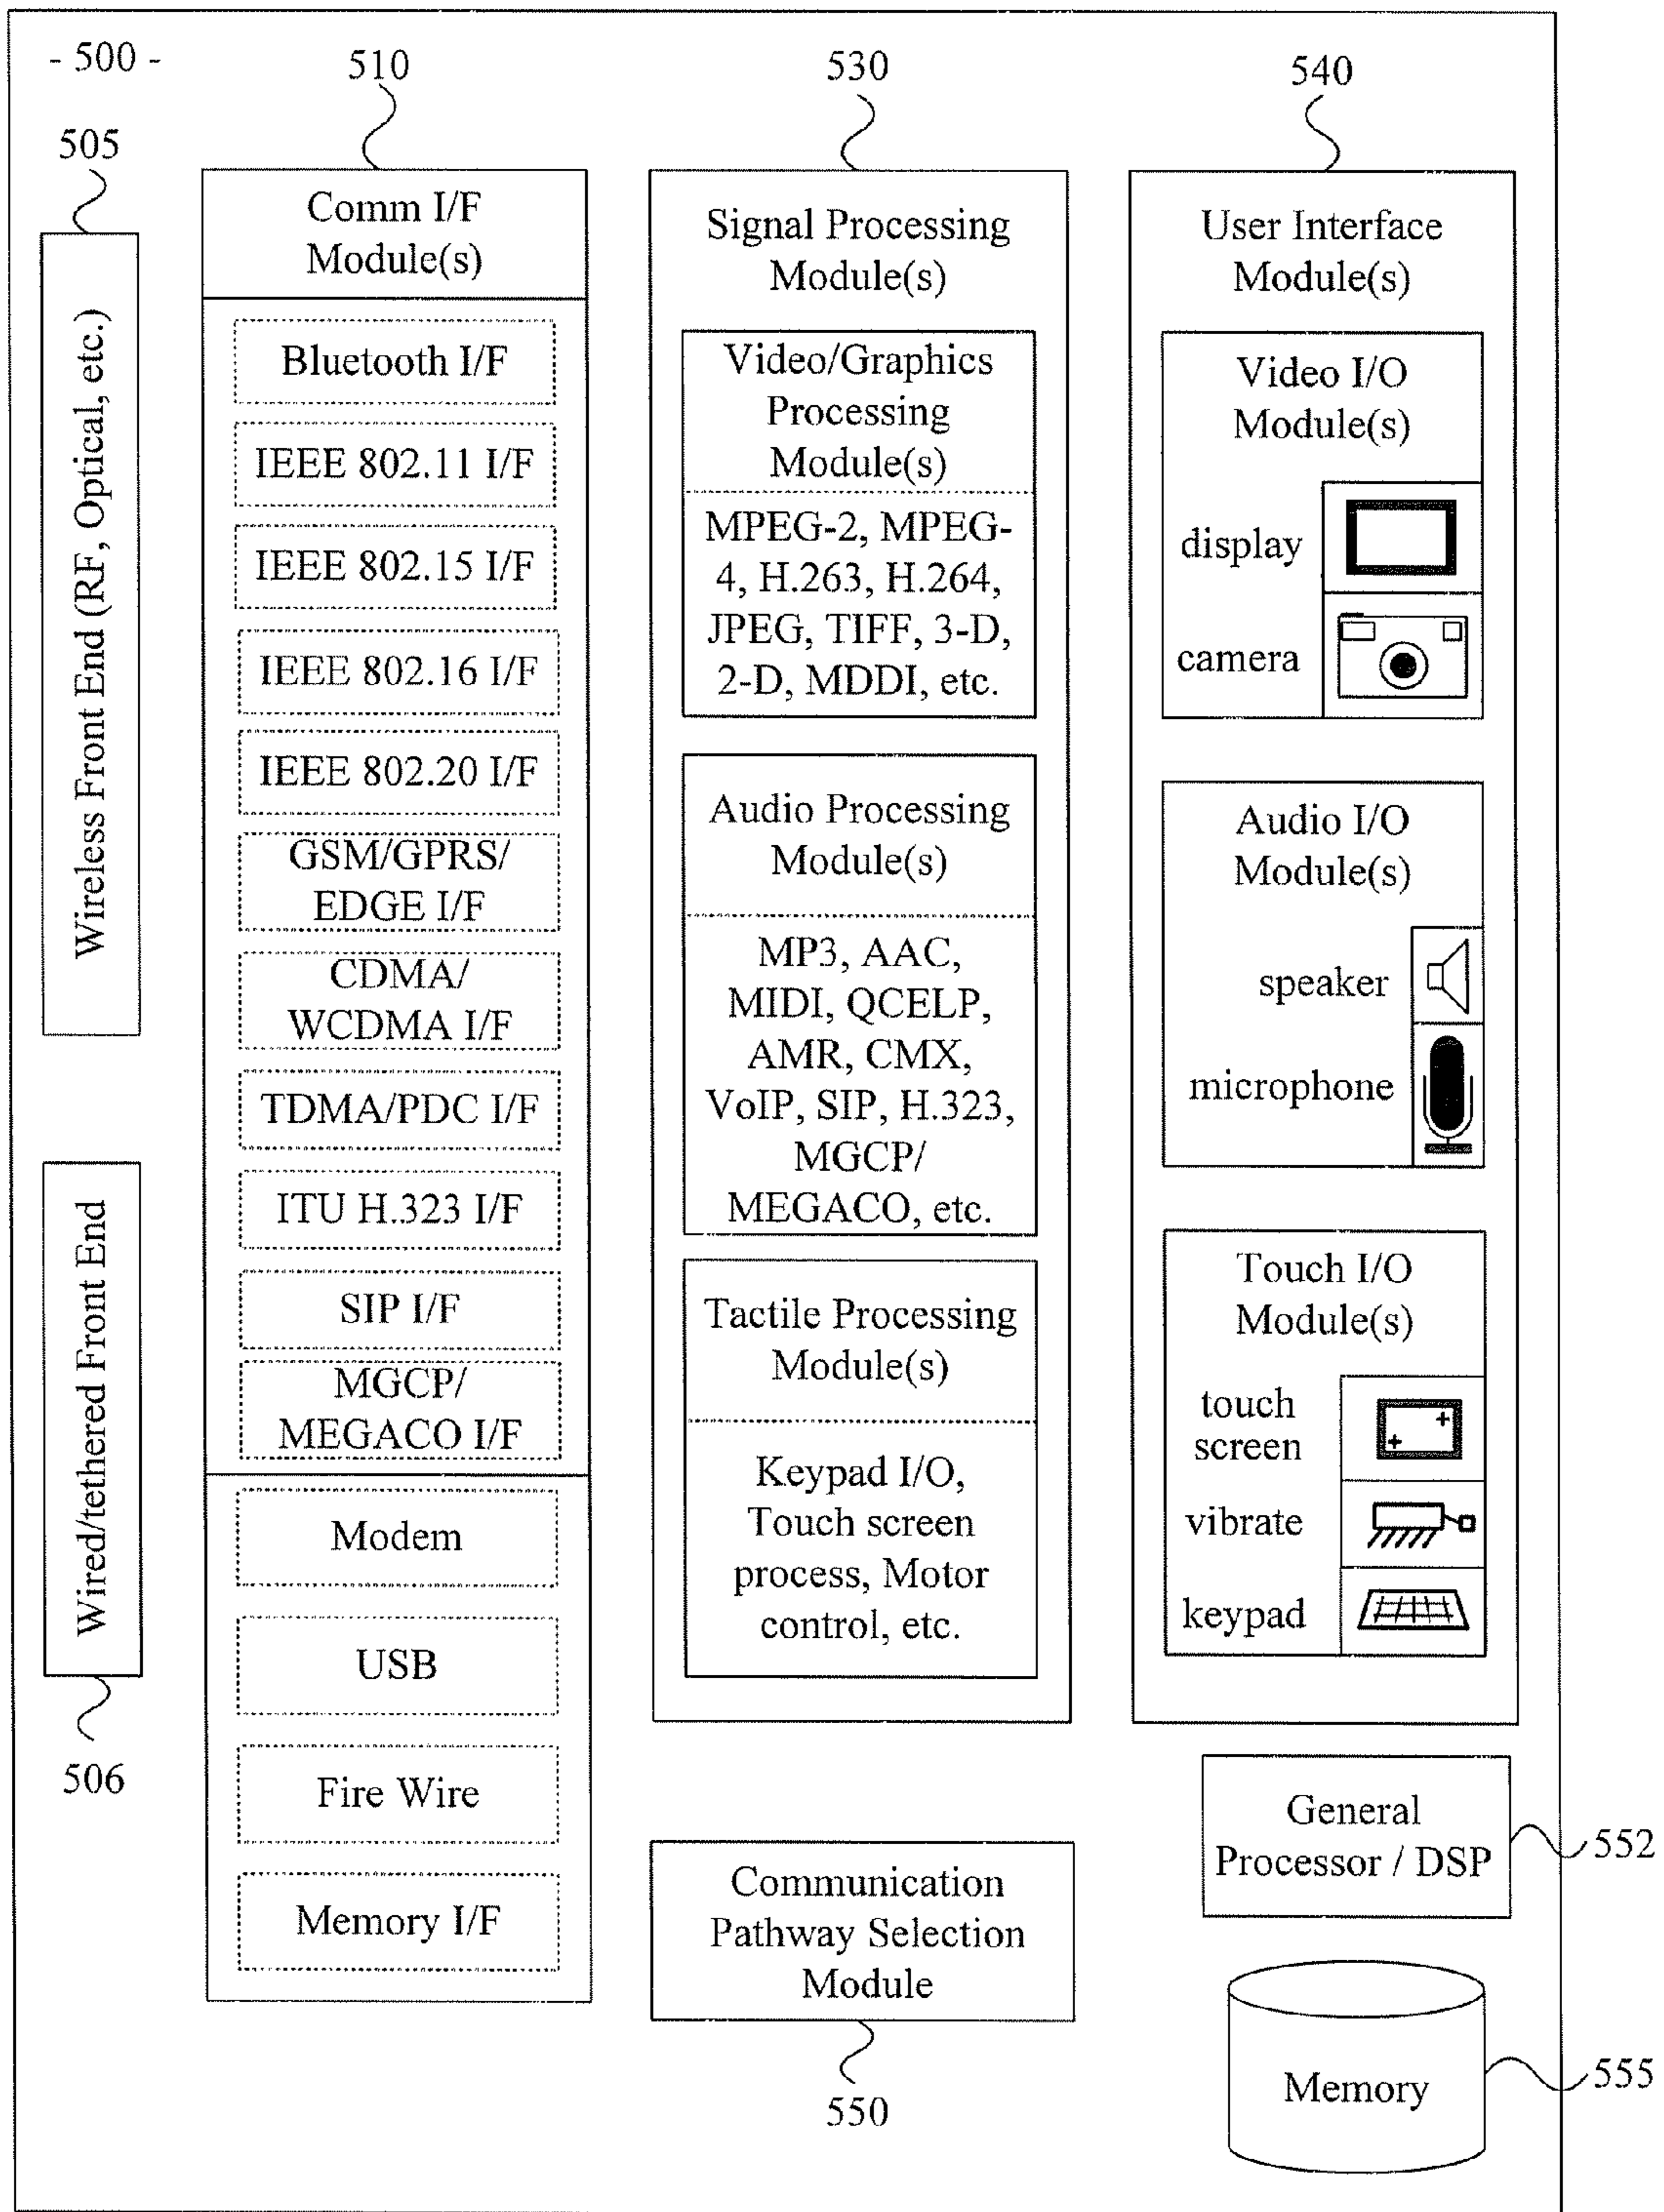 - 500 -
505
Wireless Front End (RF, Optical, etc.)
Wired/tethered Front End
506
510
Comm I/F
Module(s)
Bluetooth I/F
IEEE 802.11 I/F
IEEE 802.15 I/F
IEEE 802.16 I/F
IEEE 802.20 I/F
GSM/GPRS/
EDGE I/F
CDMA/
WCDMA I/F
TDMA/PDC I/F
ITU H.323 I/F
SIP I/F
MGCP/
MEGACO I/F
Modem
USB
Fire Wire
Memory I/F
530
Signal Processing
Module(s)
Video/Graphics
Processing
Module(s)
MPEG-2, MPEG-
4, H.263, H.264,
JPEG, TIFF, 3-D,
2-D, MDDI, etc.
Audio Processing
Module(s)
MP3, AAC,
MIDI, QCELP,
AMR, CMX,
VoIP, SIP, H.323,
MGCP/
MEGACO, etc.
Tactile Processing
Module(s)
Keypad I/O,
Touch screen
process, Motor
control, etc.
Communication
Pathway Selection
Module
550
540
User Interface
Module(s)
Video I/O
Module(s)
display
camera
Audio I/O
Module(s)
speaker
microphone
Touch I/O
Module(s)
touch
screen
vibrate
keypad
General
Processor / DSP
552
Memory
555